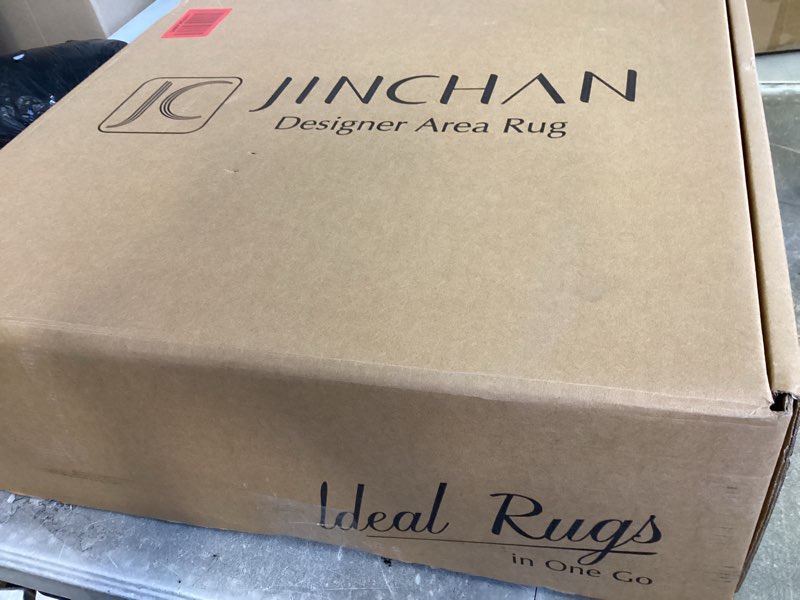 JC JINCHAN
Designer Area Rug
Ideal Rugs
in One Go